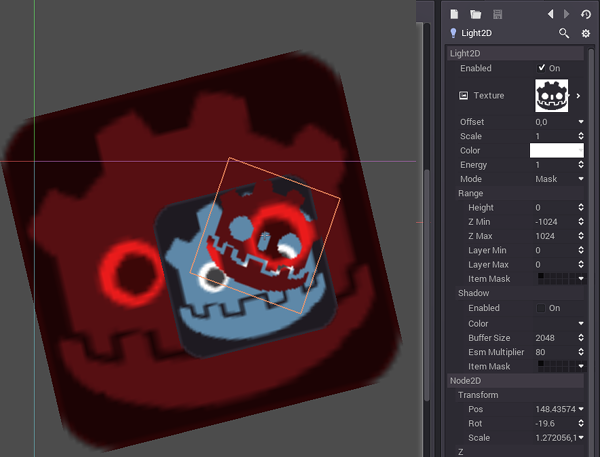 Light2D
Light2D
Enabled On
Texture
Offset 0,0
Scale 1
Color
Energy 1
Mode Mask
Range
Height 0
Z Min -1024
Z Max 1024
Layer Min 0
Layer Max 0
Item Mask
Shadow
Enabled On
Color
Buffer Size 2048
Esm Multiplier 80
Item Mask
Node2D
Transform
Pos 148.43574
Rot -19.6
Scale 1.272056,1
Z